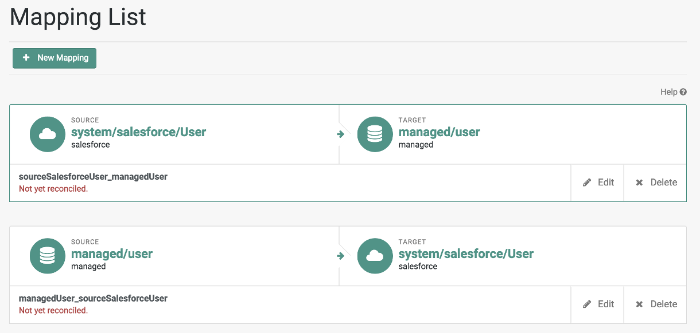 Mapping List
+ New Mapping
Help
SOURCE
system/salesforce/User
salesforce
TARGET
managed/user
managed
sourceSalesforceUser_managedUser
Not yet reconciled.
Edit
Delete
SOURCE
managed/user
managed
TARGET
system/salesforce/User
salesforce
managedUser_sourceSalesforceUser
Not yet reconciled.
Edit
Delete